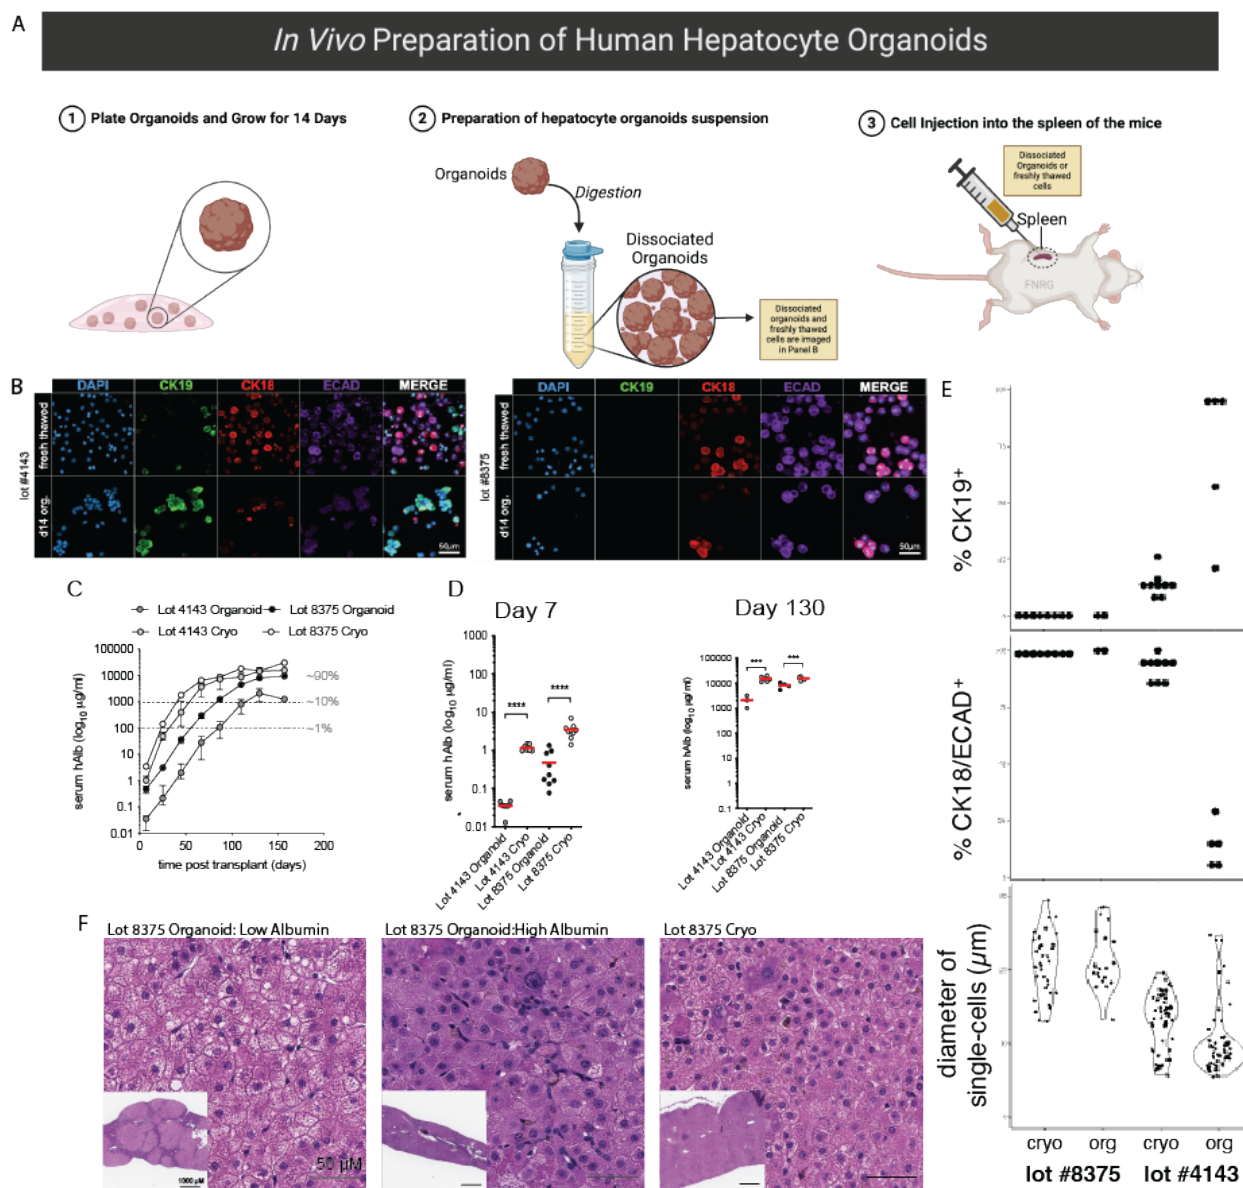 A
In Vivo Preparation of Human Hepatocyte Organoids
1 Plate Organoids and Grow for 14 Days
2 Preparation of hepatocyte organoids suspension
3 Cell Injection into the spleen of the mice
Organoids
Digestion
Dissociated
Organoids
Dissociated
organoids and
freshly thawed
cells are imaged
in Panel B
Dissociated
Organoids or
freshly thawed
cells
Spleen
FNRG
B
DAPI CK19 CK18 ECAD MERGE
lot #4143
fresh thawed
d14 org.
50µm
DAPI CK19 CK18 ECAD MERGE
lot #8375
fresh thawed
d14 org.
50µm
C
Lot 4143 Organoid Lot 8375 Organoid
Lot 4143 Cryo Lot 8375 Cryo
serum hAlb (log10 µg/ml)
100000
10000
1000
100
10
1
0.1
0.01
~90%
~10%
~1%
0 50 100 150 200
time post transplant (days)
D
Day 7
serum hAlb (log10 µg/ml)
1000
100
10
1
0.1
0.01
**** ****
Lot 4143 Organoid
Lot 4143 Cryo
Lot 8375 Organoid
Lot 8375 Cryo
Day 130
serum hAlb (log10 µg/ml)
100000
10000
1000
100
10
1
0.1
*** ***
Lot 4143 Organoid
Lot 4143 Cryo
Lot 8375 Organoid
Lot 8375 Cryo
E
% CK19+
% CK18/ECAD+
diameter of
single-cells (µm)
cryo org cryo org
lot #8375 lot #4143
F
Lot 8375 Organoid: Low Albumin
Lot 8375 Organoid:High Albumin
Lot 8375 Cryo
50 µM
1000 µM